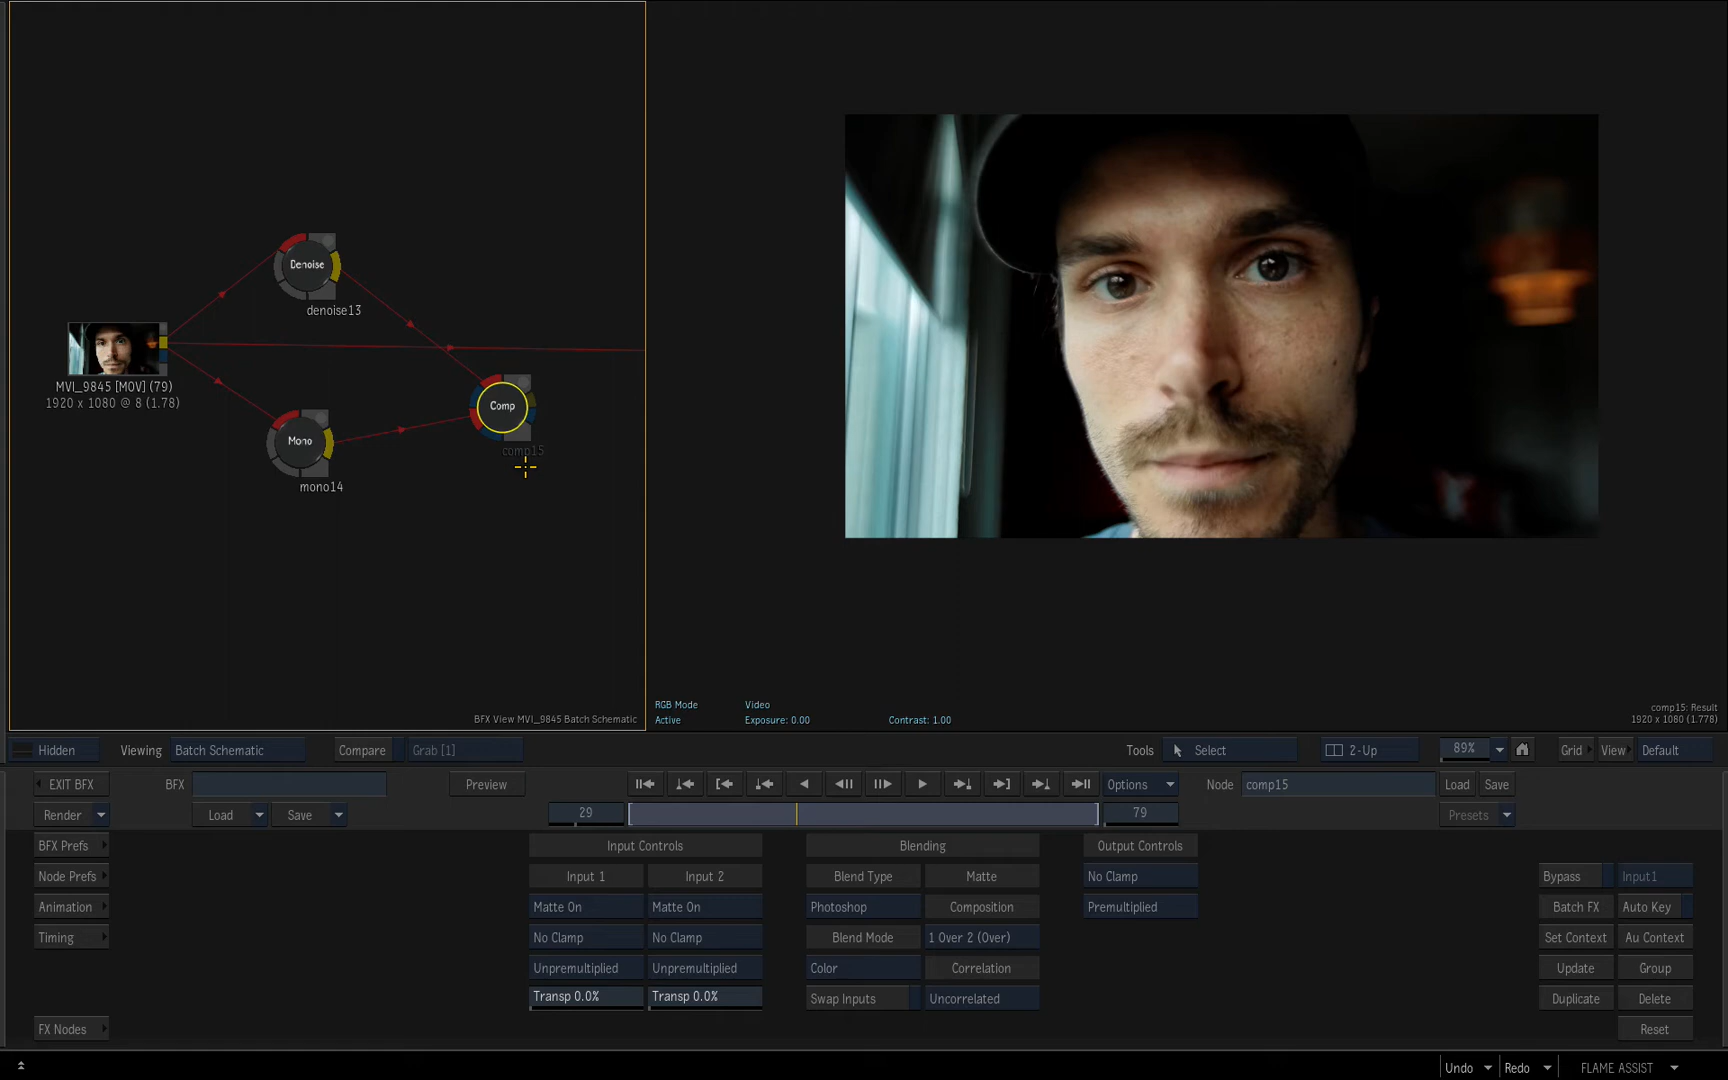 Denoise
denoise13
MVI_9845 [MOV] (79)
1920 x 1080 @ 8 (1.78)
Comp
comp15
Mono
mono14
BFX View MVI_9845 Batch Schematic
RGB Mode
Video
Active
Exposure: 0.00
Contrast: 1.00
comp15: Result
1920 x 1080 (1.778)
Hidden
Viewing
Batch Schematic
Compare
Grab [1]
Tools
Select
2-Up
89%
Grid
View
Default
EXIT BFX
BFX
Preview
Options
Node
comp15
Load
Save
Render
Load
Save
29
79
Presets
BFX Prefs
Input Controls
Blending
Output Controls
Node Prefs
Input 1
Input 2
Blend Type
Matte
No Clamp
Bypass
Input1
Animation
Matte On
Matte On
Photoshop
Composition
Premultiplied
Batch FX
Auto Key
Timing
No Clamp
No Clamp
Blend Mode
1 Over 2 (Over)
Set Context
Au Context
Unpremultiplied
Unpremultiplied
Color
Correlation
Update
Group
Transp 0.0%
Transp 0.0%
Swap Inputs
Uncorrelated
Duplicate
Delete
FX Nodes
Reset
Undo
Redo
FLAME ASSIST